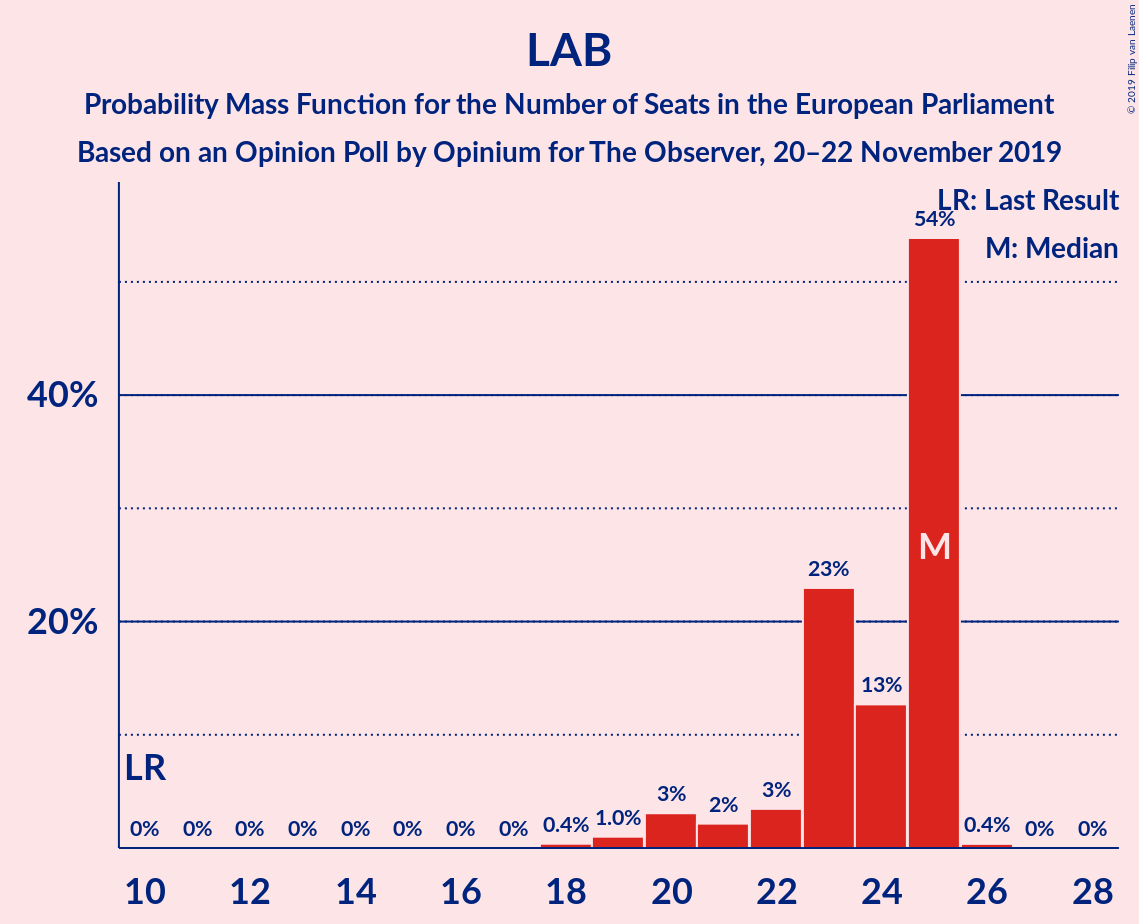 LAB
Probability Mass Function for the Number of Seats in the European Parliament
Based on an Opinion Poll by Opinium for The Observer, 20–22 November 2019
© 2019 Filip van Laenen
LR: Last Result
M: Median
54%
40%
M
23%
20%
13%
LR
0% 0% 0% 0% 0% 0% 0% 0% 0.4% 1.0% 3% 2% 3% 0.4% 0% 0%
10 12 14 16 18 20 22 24 26 28